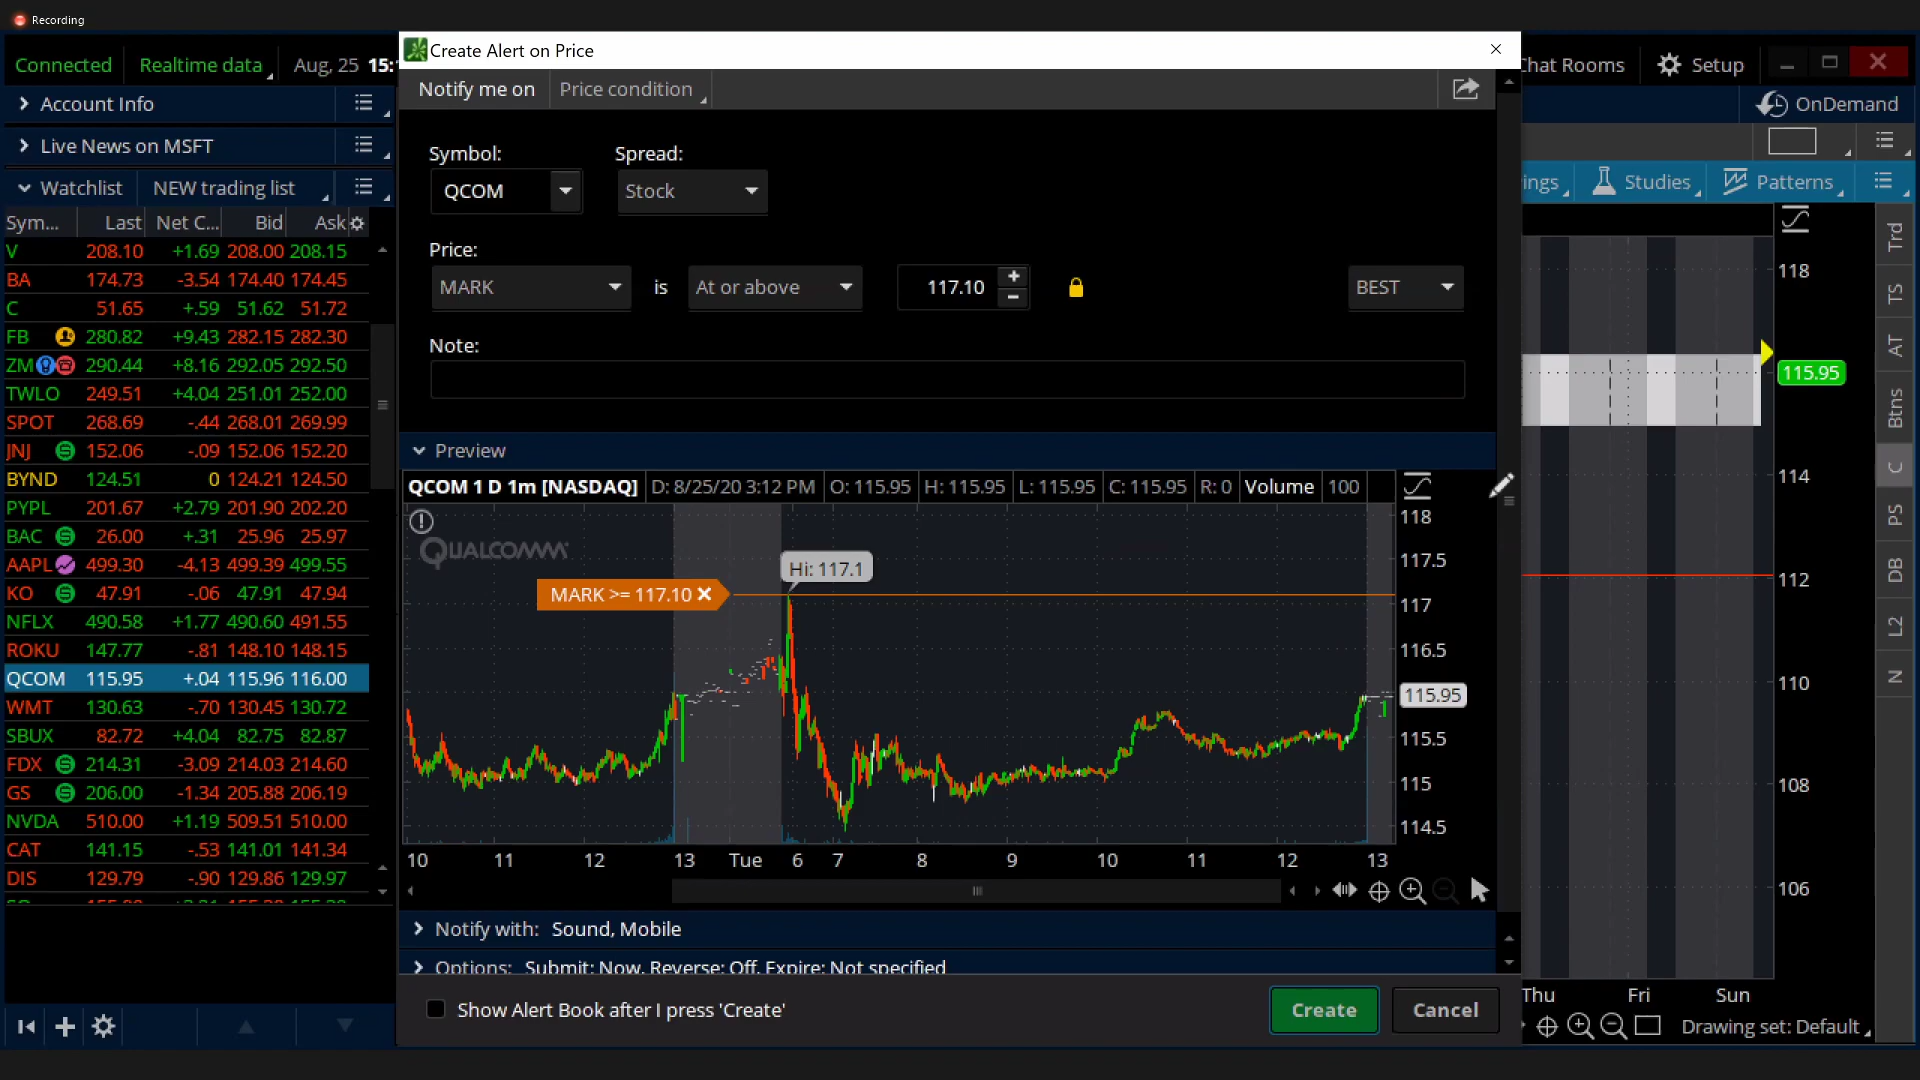 Recording
Connected
Realtime data
Aug, 25 15:
Account Info
Live News on MSFT
Watchlist NEW trading list
Sym... Last Net C... Bid Ask
V 208.10 +1.69 208.00 208.15
BA 174.73 -3.54 174.40 174.45
C 51.65 +.59 51.62 51.72
FB 280.82 +9.43 282.15 282.30
ZM 290.44 +8.16 292.05 292.50
TWLO 249.51 +4.04 251.01 252.00
SPOT 268.69 -.44 268.01 269.99
JNJ 152.06 -.09 152.06 152.20
BYND 124.51 0 124.21 124.50
PYPL 201.67 +2.79 201.90 202.20
BAC 26.00 +.31 25.96 25.97
AAPL 499.30 -4.13 499.39 499.55
KO 47.91 -.06 47.91 47.94
NFLX 490.58 +1.77 490.60 491.55
ROKU 147.77 -.81 148.10 148.15
QCOM 115.95 +.04 115.96 116.00
WMT 130.63 -.70 130.45 130.72
SBUX 82.72 +4.04 82.75 82.87
FDX 214.31 -3.09 214.03 214.60
GS 206.00 -1.34 205.88 206.19
NVDA 510.00 +1.19 509.51 510.00
CAT 141.15 -.53 141.01 141.34
DIS 129.79 -.90 129.86 129.97
Create Alert on Price
Notify me on Price condition
Symbol: Spread:
QCOM Stock
Price:
MARK is At or above 117.10 + - BEST
Note:
Preview
QCOM 1 D 1m [NASDAQ] D: 8/25/20 3:12 PM O: 115.95 H: 115.95 L: 115.95 C: 115.95 R: 0 Volume 100
QUALCOMM
Hi: 117.1
MARK >= 117.10
118
117.5
117
116.5
115.95
115.5
115
114.5
10 11 12 13 Tue 6 7 8 9 10 11 12 13
Notify with: Sound, Mobile
Options: Submit: Now, Reverse: Off, Expire: Not specified
Show Alert Book after I press 'Create'
Create Cancel
Chat Rooms
Setup
OnDemand
ings Studies Patterns
118
115.95
114
112
110
108
106
Trd
TS
AT
Btns
C
PS
DB
L2
N
Thu Fri Sun
Drawing set: Default